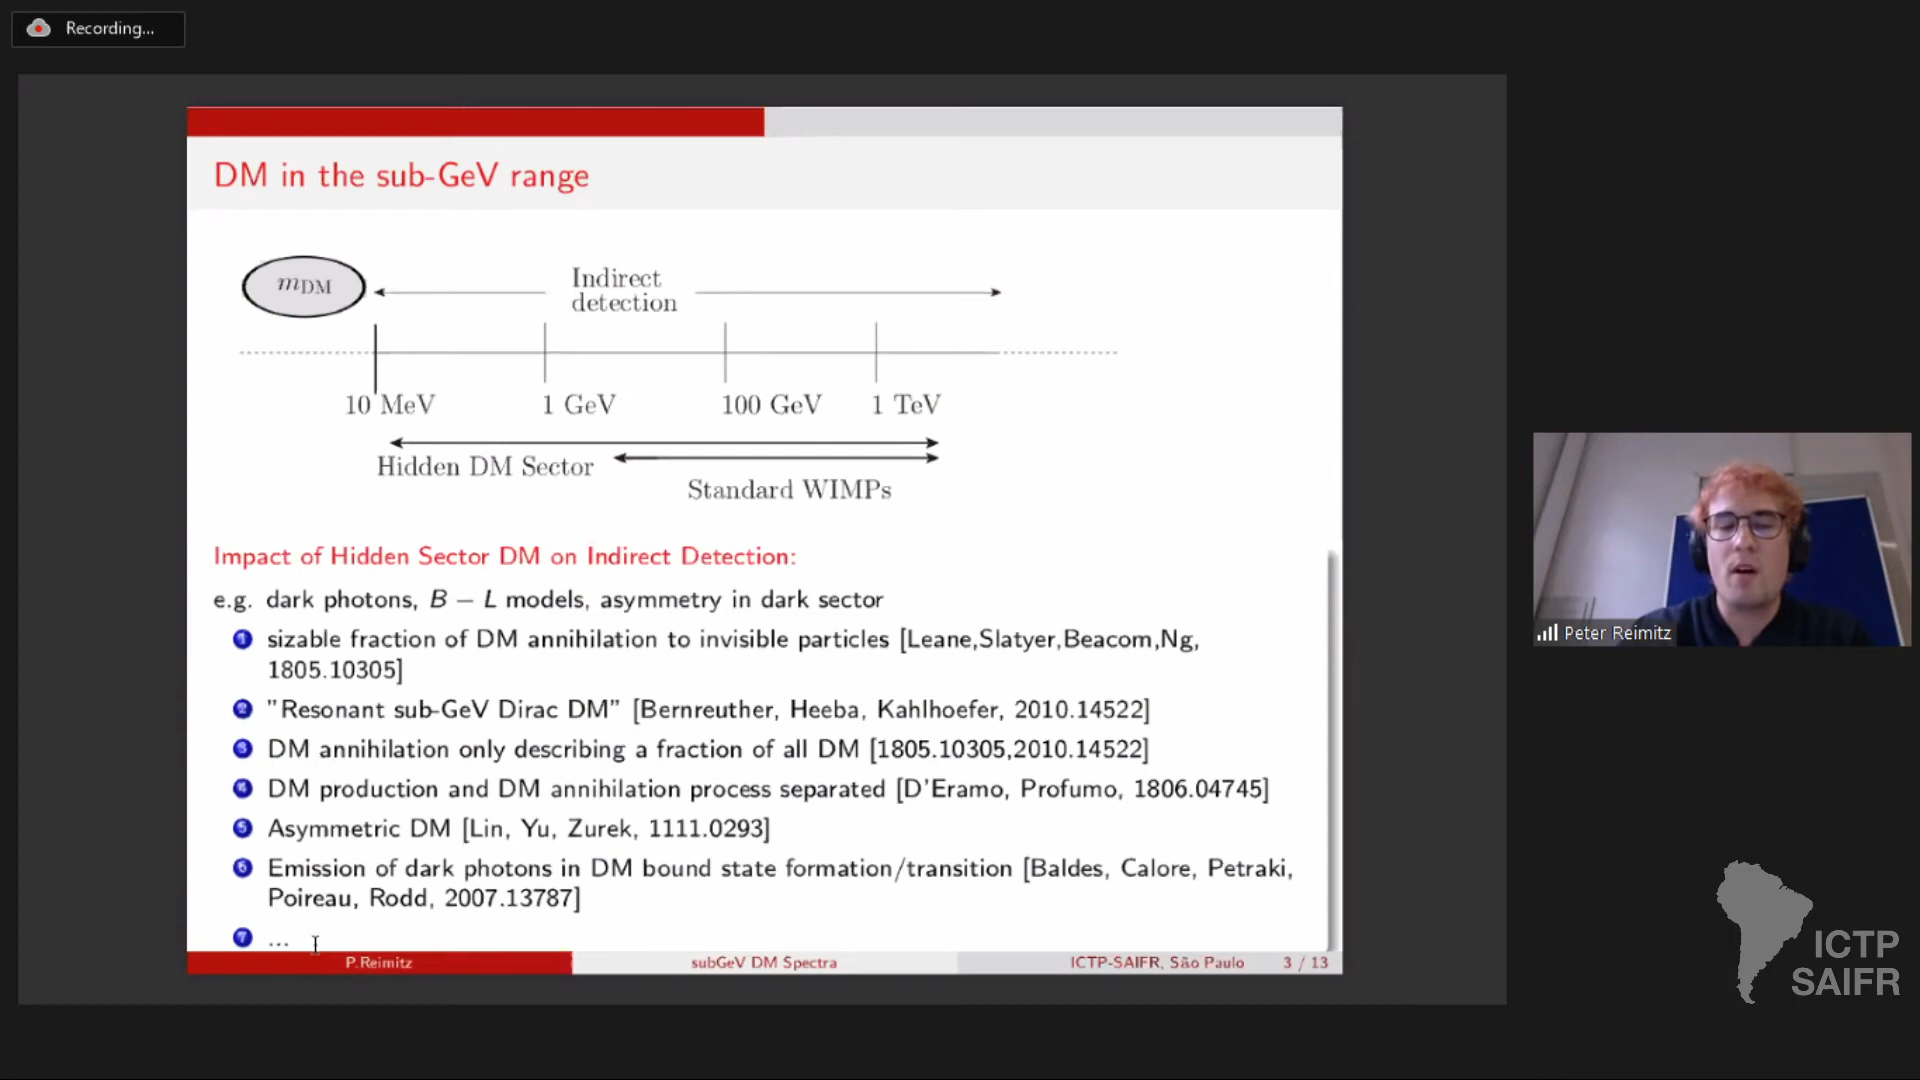 Recording...
DM in the sub-GeV range
mDM
Indirect
detection
10 MeV
1 GeV
100 GeV
1 TeV
Hidden DM Sector
Standard WIMPs
Impact of Hidden Sector DM on Indirect Detection:
e.g. dark photons, B − L models, asymmetry in dark sector
1 sizable fraction of DM annihilation to invisible particles [Leane,Slatyer,Beacom,Ng,
1805.10305]
2 "Resonant sub-GeV Dirac DM" [Bernreuther, Heeba, Kahlhoefer, 2010.14522]
3 DM annihilation only describing a fraction of all DM [1805.10305,2010.14522]
4 DM production and DM annihilation process separated [D'Eramo, Profumo, 1806.04745]
5 Asymmetric DM [Lin, Yu, Zurek, 1111.0293]
6 Emission of dark photons in DM bound state formation/transition [Baldes, Calore, Petraki,
Poireau, Rodd, 2007.13787]
7 ...
P.Reimitz
subGeV DM Spectra
ICTP-SAIFR, São Paulo
3 / 13
Peter Reimitz
ICTP
SAIFR